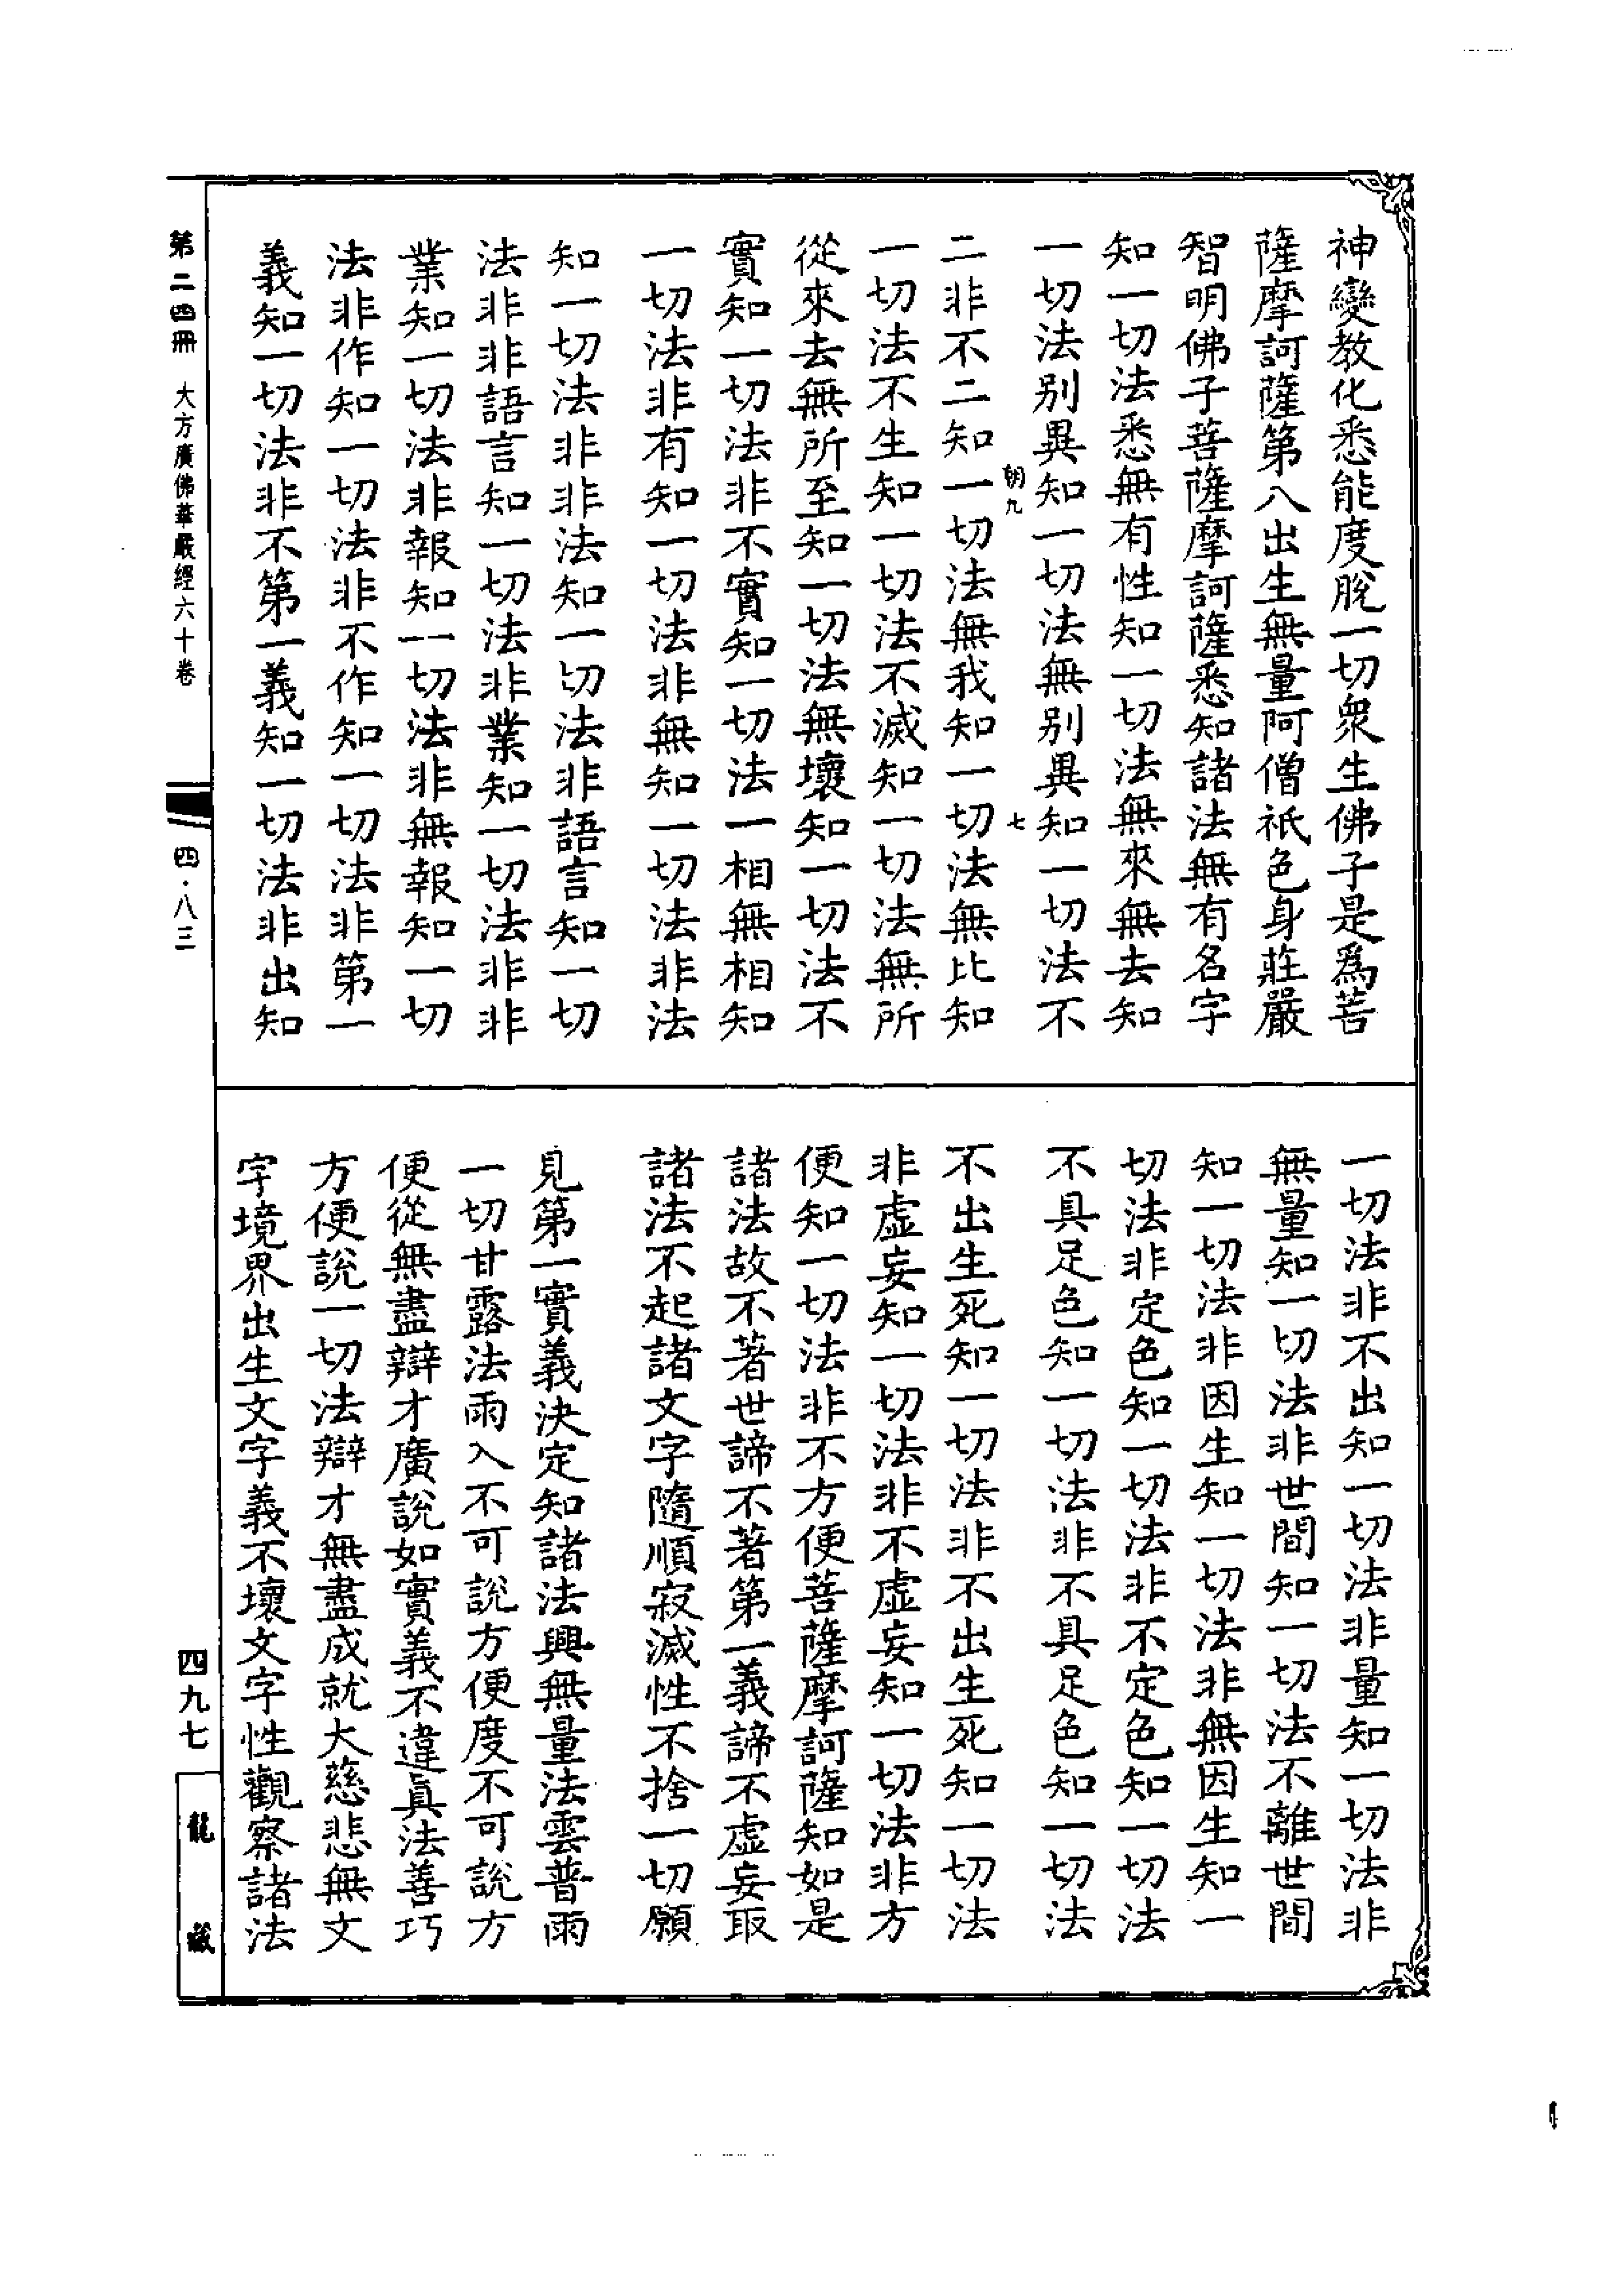 神變教化悉能度脫一切衆生佛子是爲菩
薩摩訶薩第八出生無量阿僧祇色身莊嚴
智明佛子菩薩摩訶薩悉知諸法無有名字
知一切法悉無有性知一切法無來無去知
一切法別異知一切法無別異知一切法不
朝九
七
二非不二知一切法無我知一切法無比知
一切法不生知一切法不滅知一切法無所
從來去無所至知一切法無壞知一切法不
實知一切法非不實知一切法一相無相知
一切法非有知一切法非無知一切法非法
知一切法非非法知一切法非語言知一切
法非非語言知一切法非業知一切法非非
業知一切法非報知一切法非無報知一切
法非作知一切法非不作知一切法非第一
義知一切法非不第一義知一切法非出知
一切法非不出知一切法非量知一切法非
無量知一切法非世間知一切法不離世間
知一切法非因生知一切法非無因生知一
切法非定色知一切法非不定色知一切法
不具足色知一切法非不具足色知一切法
不出生死知一切法非不出生死知一切法
非虛妄知一切法非不虛妄知一切法非方
便知一切法非不方便菩薩摩訶薩知如是
諸法故不著世諦不著第一義諦不虛妄取
諸法不起諸文字隨順寂滅性不捨一切願
見第一實義決定知諸法興無量法雲普雨
一切甘露法雨入不可說方便度不可說方
便從無盡辯才廣說如實義不違眞法善巧
方便說一切法辯才無盡成就大慈悲無文
字境界出生文字義不壞文字性觀察諸法
第二四冊 大方廣佛華嚴經六十卷
四·八三
四九七
龍藏